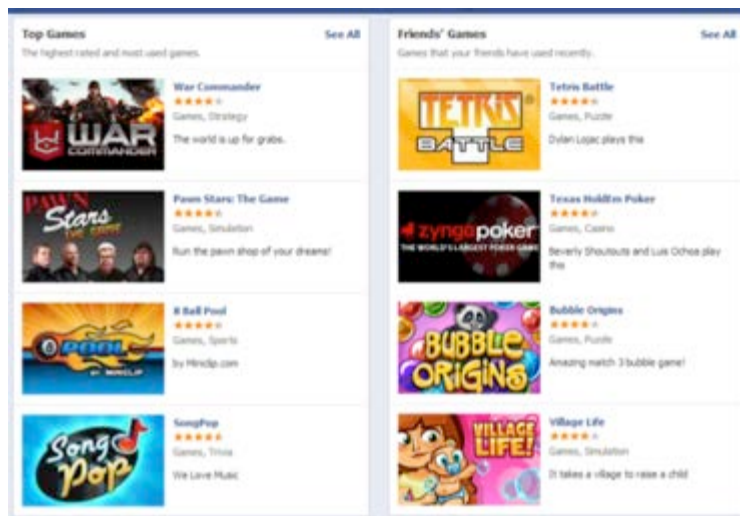 Top Games See All
The highest rated and most used games.
WAR
COMMANDER
War Commander
Games, Strategy
The world is up for grabs.
PAWN
Stars
THE GAME
Pawn Stars: The Game
Games, Simulation
Run the pawn shop of your dreams!
8 POOL
BY MINICLIP
8 Ball Pool
Games, Sports
by Miniclip.com
Song
Pop
SongPop
Games, Trivia
We Love Music
Friends' Games See All
Games that your friends have used recently.
TETRIS
BATTLE
Tetris Battle
Games, Puzzle
Dylan Lojac plays this
zynga poker
THE WORLD'S LARGEST POKER GAME
Texas HoldEm Poker
Games, Casino
Beverly Shoutouts and Luis Ochoa play
this
BUBBLE
ORIGINS
Bubble Origins
Games, Puzzle
Amazing match 3 bubble game!
VILLAGE
LIFE!
Village Life
Games, Simulation
It takes a village to raise a child